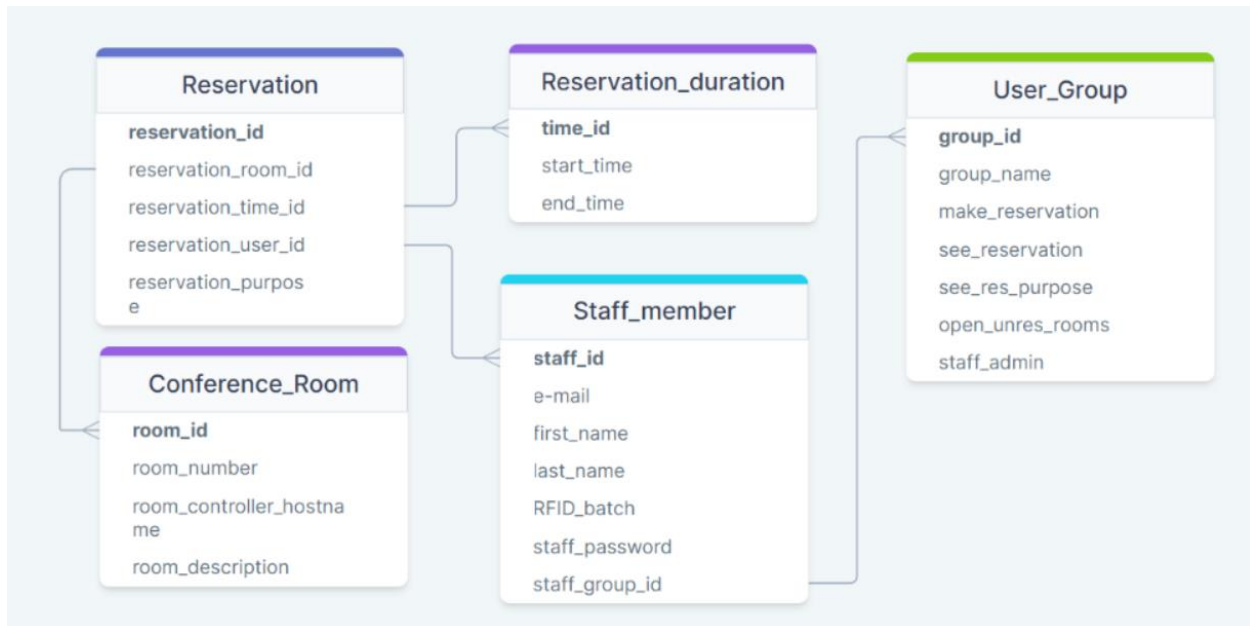 Reservation
reservation_id
reservation_room_id
reservation_time_id
reservation_user_id
reservation_purpos
e
Reservation_duration
time_id
start_time
end_time
User_Group
group_id
group_name
make_reservation
see_reservation
see_res_purpose
open_unres_rooms
staff_admin
Conference_Room
room_id
room_number
room_controller_hostna
me
room_description
Staff_member
staff_id
e-mail
first_name
last_name
RFID_batch
staff_password
staff_group_id